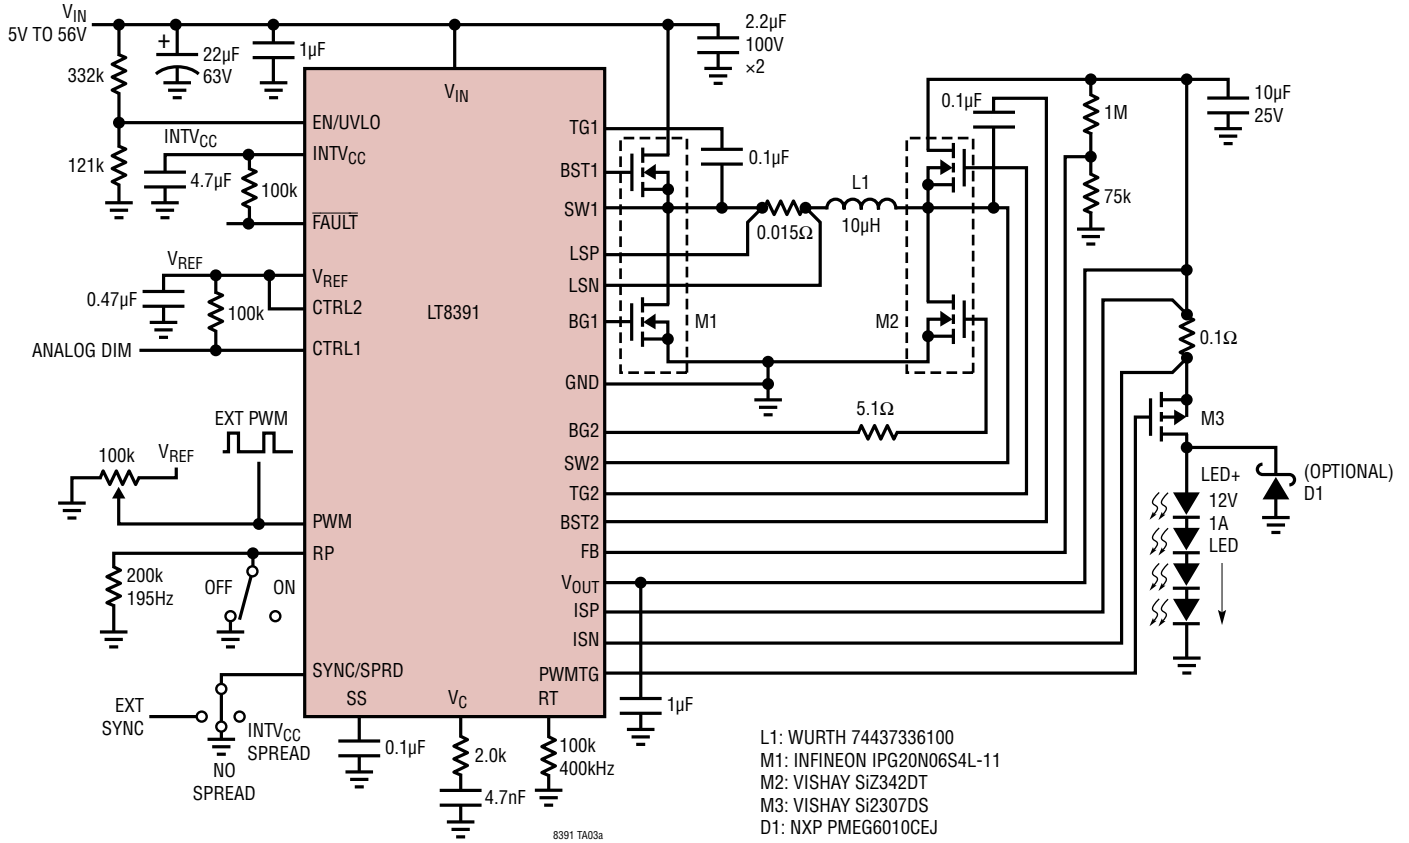 VIN
5V TO 56V
332k
121k
+
22µF
63V
1µF
2.2µF
100V
×2
INTVCC
4.7µF
100k
VREF
0.47µF
100k
ANALOG DIM
EXT PWM
100k
VREF
200k
195Hz
OFF
ON
EXT
SYNC
INTVCC
SPREAD
NO
SPREAD
VIN
EN/UVLO
INTVCC
FAULT
VREF
CTRL2
CTRL1
PWM
RP
SYNC/SPRD
SS
VC
RT
LT8391
TG1
BST1
SW1
LSP
LSN
BG1
GND
BG2
SW2
TG2
BST2
FB
VOUT
ISP
ISN
PWMTG
0.1µF
2.0k
4.7nF
100k
400kHz
1µF
0.1µF
M1
0.015Ω
L1
10µH
M2
5.1Ω
0.1µF
1M
75k
10µF
25V
0.1Ω
M3
LED+
12V
1A
LED
(OPTIONAL)
D1
L1: WURTH 74437336100
M1: INFINEON IPG20N06S4L-11
M2: VISHAY SiZ342DT
M3: VISHAY Si2307DS
D1: NXP PMEG6010CEJ
8391 TA03a